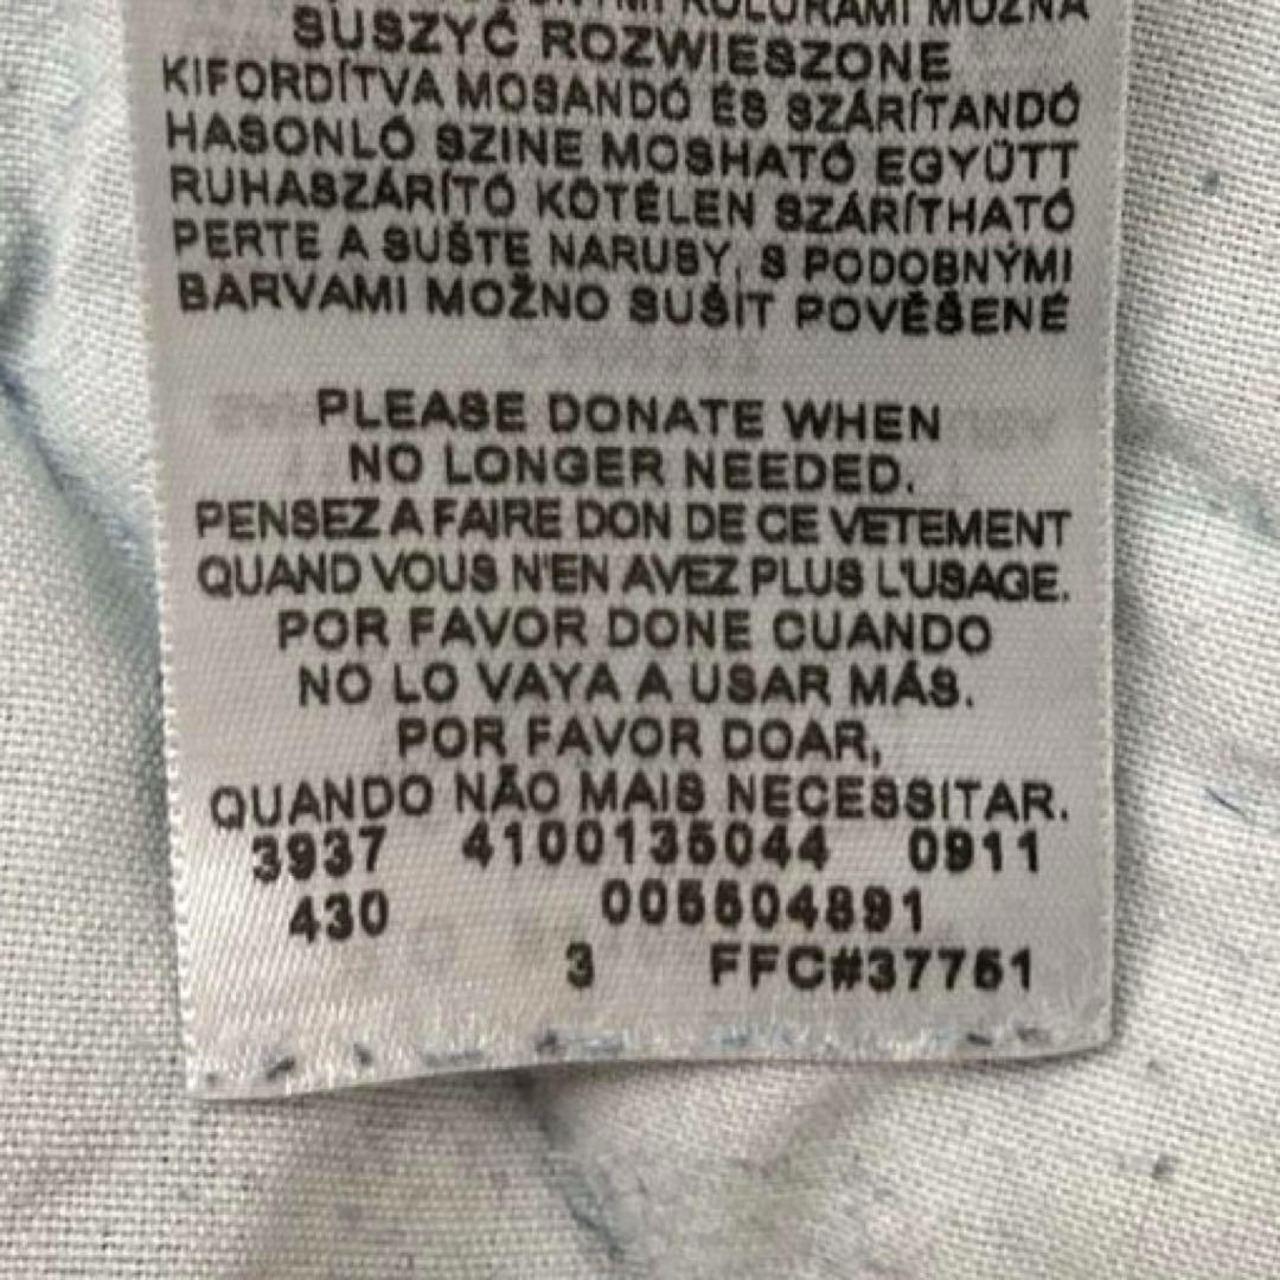 KOLORAMI MOŻNA
SUSZYĆ ROZWIESZONE
KIFORDÍTVA MOSANDÓ ÉS SZÁRÍTANDÓ
HASONLÓ SZINE MOSHATÓ EGYÜTT
RUHASZÁRÍTÓ KÖTÉLEN SZÁRÍTHATÓ
PERTE A SUŠTE NARUBY, S PODOBNÝMI
BARVAMI MOŽNO SUŠIT POVĚŠENÉ
PLEASE DONATE WHEN
NO LONGER NEEDED.
PENSEZ A FAIRE DON DE CE VETEMENT
QUAND VOUS N'EN AVEZ PLUS L'USAGE.
POR FAVOR DONE CUANDO
NO LO VAYA A USAR MÁS.
POR FAVOR DOAR,
QUANDO NÃO MAIS NECESSITAR.
3937 4100135044 0911
430 005504891
3 FFC#37751